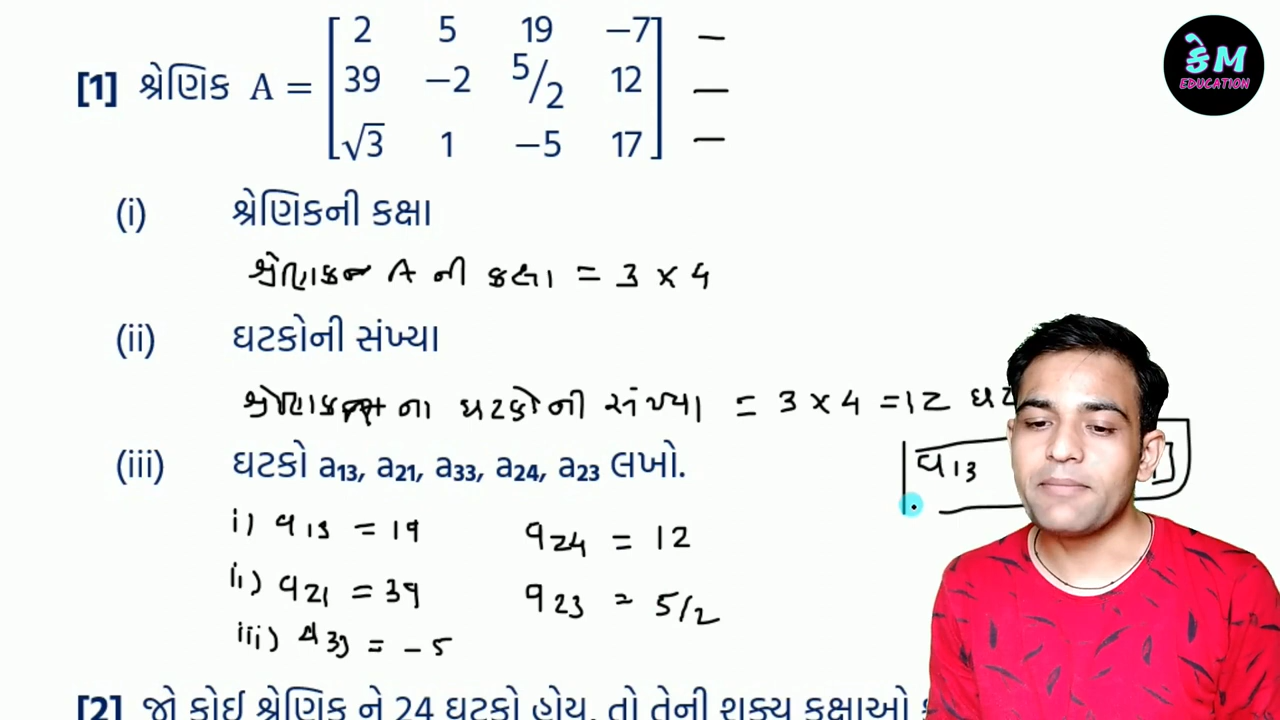 કેM
EDUCATION
[1] શ્રેણિક A = [2 5 19 −7] —
[39 −2 5/2 12] —
[√3 1 −5 17] —
(i) શ્રેણિકની કક્ષા
A ની કક્ષા = 3 × 4
(ii) ઘટકોની સંખ્યા
ના ઘટકોની સંખ્યા = 3 × 4 = 12
(iii) ઘટકો a₁₃, a₂₁, a₃₃, a₂₄, a₂₃ લખો.
a₁₃
i) a₁₃ = 19 a₂₄ = 12
ii) a₂₁ = 39 a₂₃ = 5/2
iii) a₃₃ = −5
[2] જો કોઈ શ્રેણિક ને 24 ઘટકો હોય, તો તેની શક્ય કક્ષાઓ